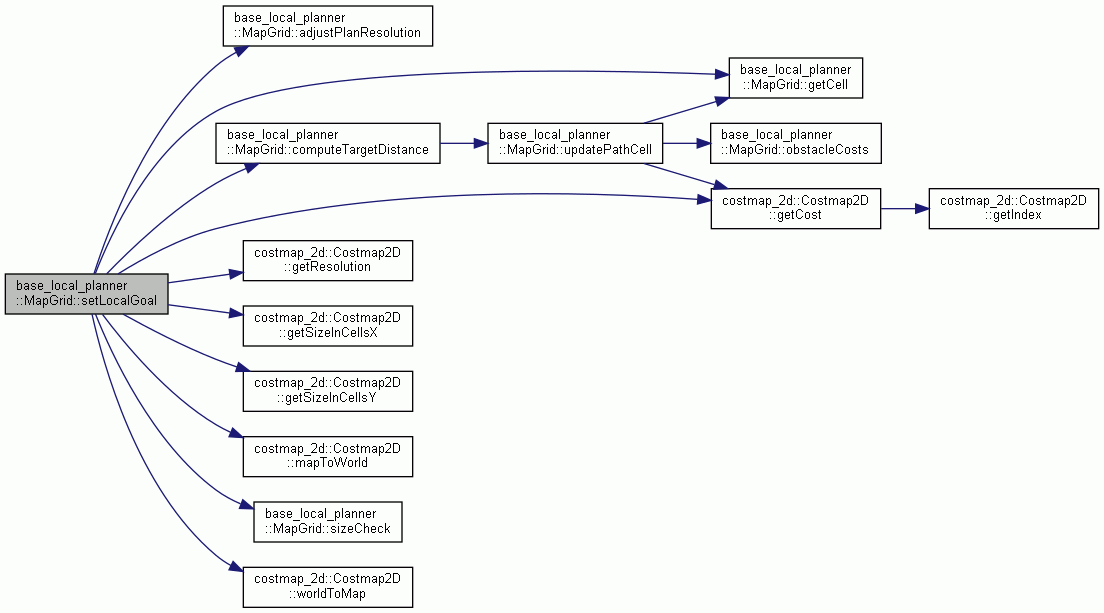 base_local_planner
::MapGrid::adjustPlanResolution
base_local_planner
::MapGrid::getCell
base_local_planner
::MapGrid::computeTargetDistance
base_local_planner
::MapGrid::updatePathCell
base_local_planner
::MapGrid::obstacleCosts
costmap_2d::Costmap2D
::getCost
costmap_2d::Costmap2D
::getIndex
base_local_planner
::MapGrid::setLocalGoal
costmap_2d::Costmap2D
::getResolution
costmap_2d::Costmap2D
::getSizeInCellsX
costmap_2d::Costmap2D
::getSizeInCellsY
costmap_2d::Costmap2D
::mapToWorld
base_local_planner
::MapGrid::sizeCheck
costmap_2d::Costmap2D
::worldToMap